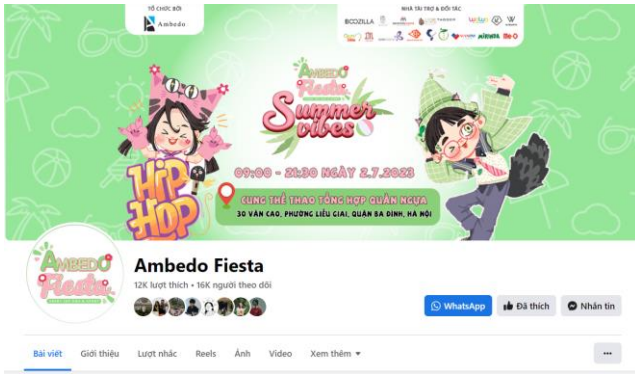 TỔ CHỨC BỞI
Ambedo
NHÀ TÀI TRỢ & ĐỐI TÁC
BCOZILLA
AMBEDO
Fiesta
Summer
vibes
HIP
HOP
09:00 - 21:30 NGÀY 2.7.2023
CUNG THỂ THAO TỔNG HỢP QUẦN NGỰA
30 VĂN CAO, PHƯỜNG LIỄU GIAI, QUẬN BA ĐÌNH, HÀ NỘI
AMBEDO
Fiesta
Ambedo Fiesta
12K lượt thích • 16K người theo dõi
WhatsApp
Đã thích
Nhắn tin
Bài viết Giới thiệu Lượt nhắc Reels Ảnh Video Xem thêm